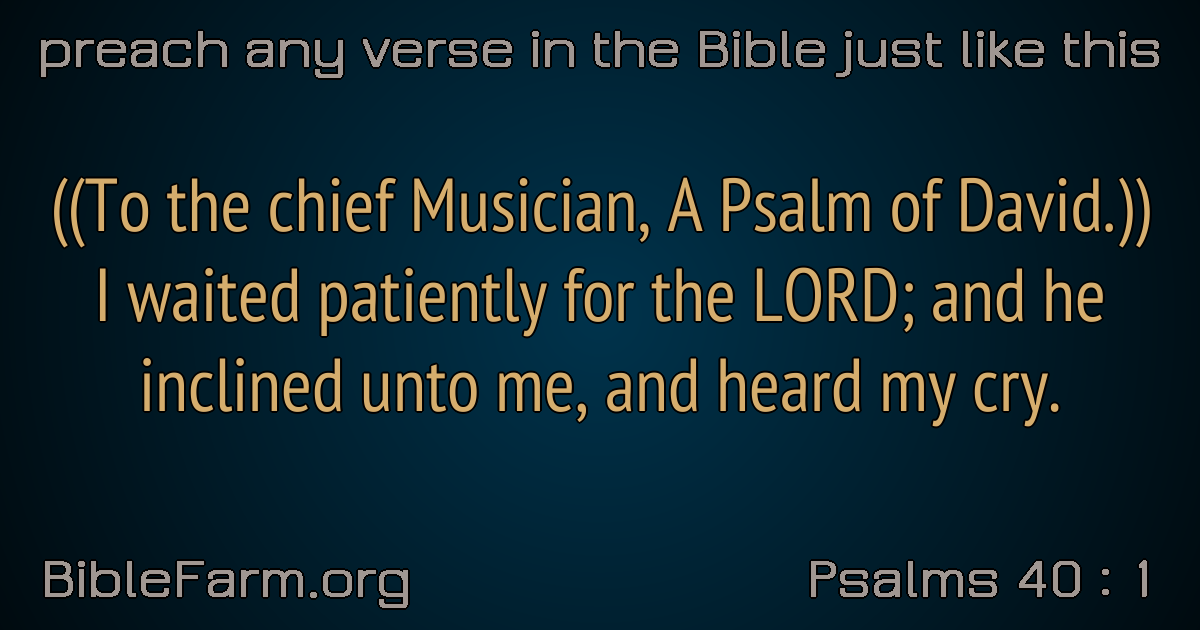 preach any verse in the Bible just like this
((To the chief Musician, A Psalm of David.))
I waited patiently for the LORD; and he
inclined unto me, and heard my cry.
BibleFarm.org
Psalms 40 : 1